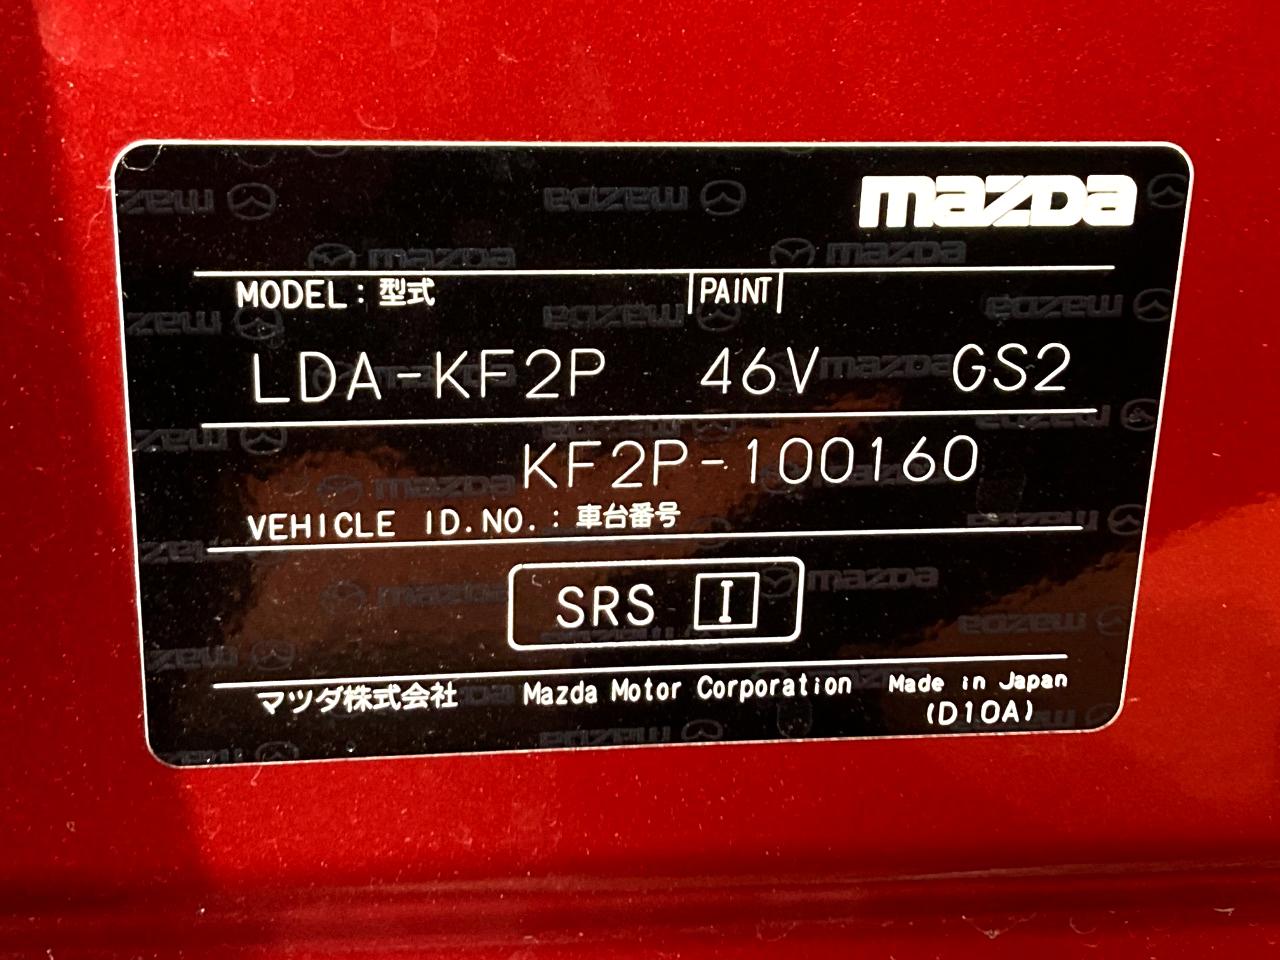 mazda
MODEL : 型式 PAINT
LDA-KF2P 46V GS2
KF2P-100160
VEHICLE ID.NO. : 車台番号
SRS I
マツダ株式会社 Mazda Motor Corporation Made in Japan
(D10A)